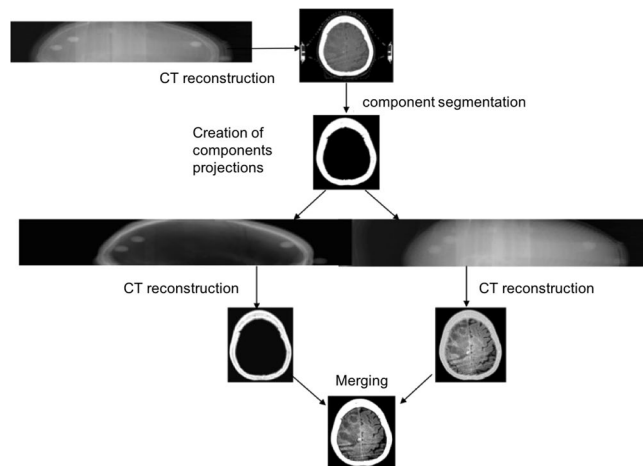 CT reconstruction
component segmentation
Creation of
components
projections
CT reconstruction
CT reconstruction
Merging